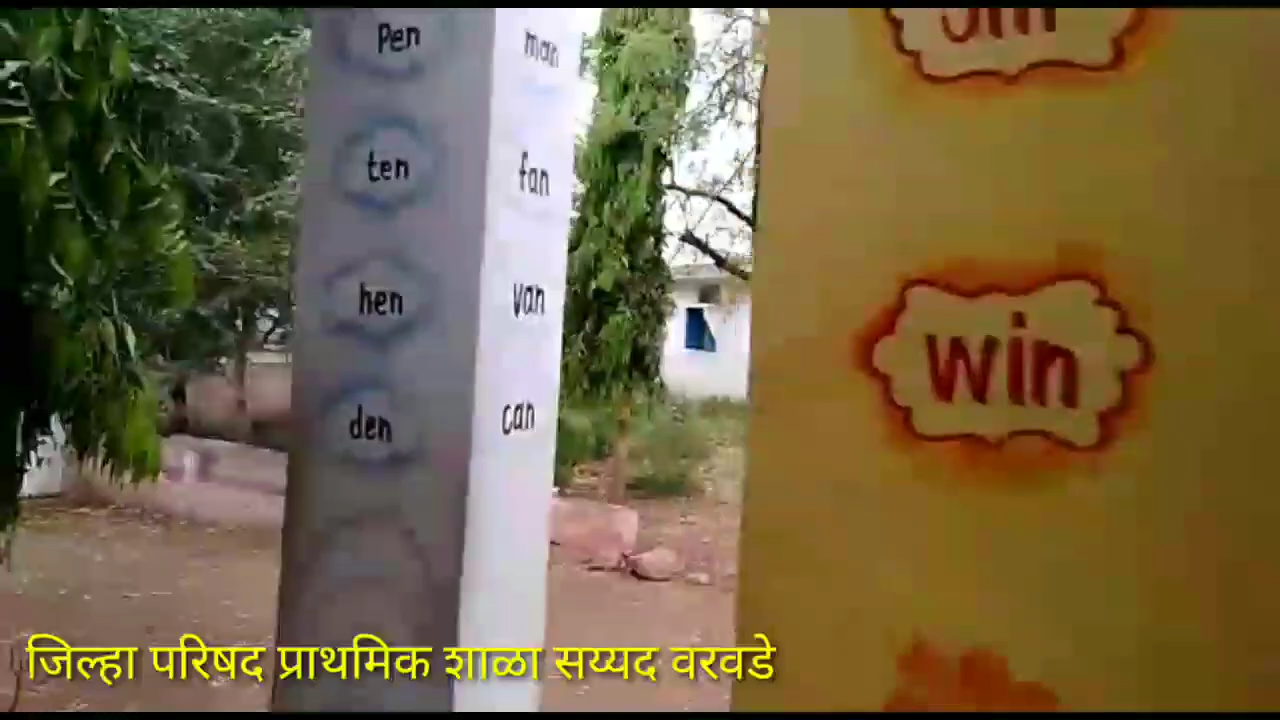 Pen
ten
hen
den
man
fan
van
can
win
जिल्हा परिषद प्राथमिक शाळा सय्यद वरवडे